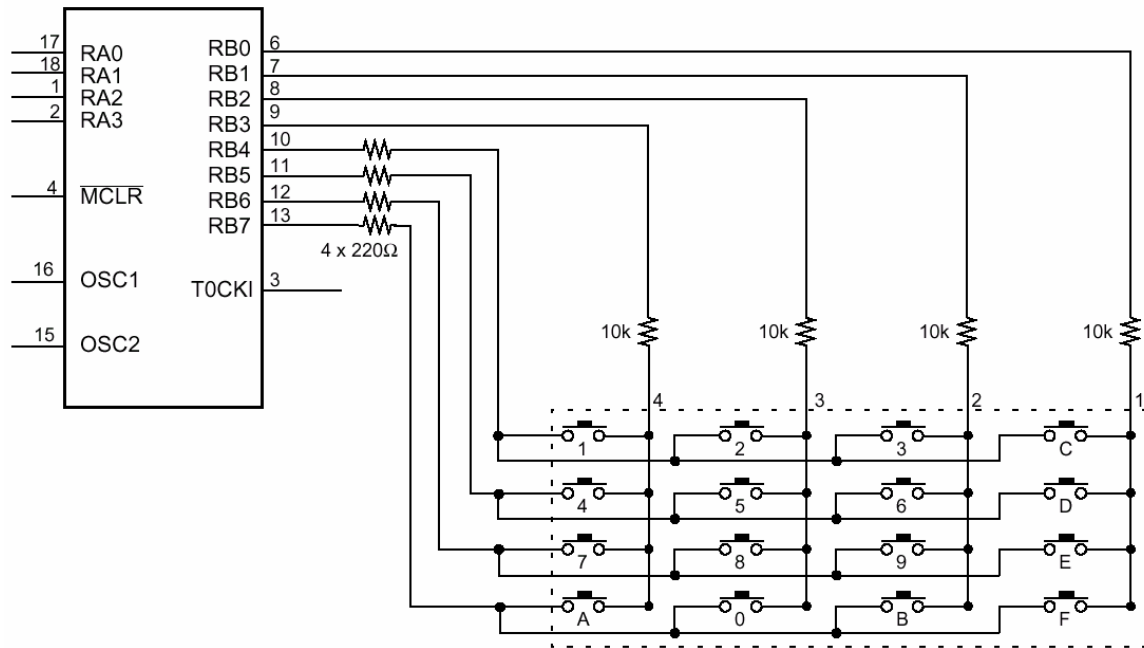 17 RA0 RB0 6
18 RA1 RB1 7
1 RA2 RB2 8
2 RA3 RB3 9
RB4 10
RB5 11
4 MCLR RB6 12
RB7 13
4 x 220Ω
16 OSC1 T0CKI 3
15 OSC2
10k 10k 10k 10k
4 3 2 1
1 2 3 C
4 5 6 D
7 8 9 E
A 0 B F